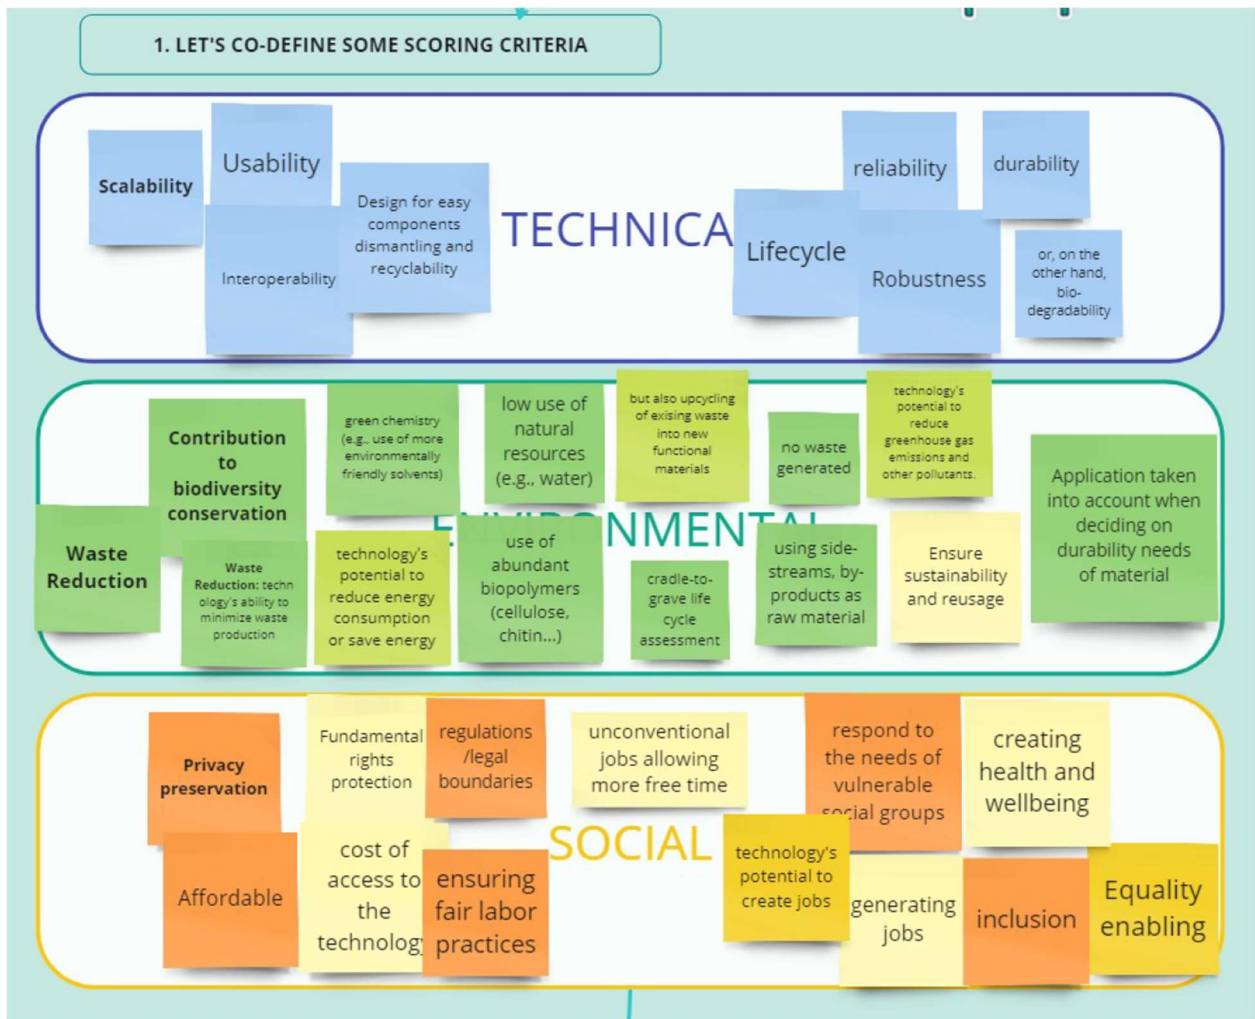 1. LET'S CO-DEFINE SOME SCORING CRITERIA
Scalability
Usability
Interoperability
Design for easy
components
dismantling and
recyclability
TECHNICA
Lifecycle
reliability
Robustness
durability
or, on the
other hand,
bio-
degradability
Waste
Reduction
Contribution
to
biodiversity
conservation
Waste
Reduction: techn
ology's ability to
minimize waste
production
green chemistry
(e.g., use of more
environmentally
friendly solvents)
technology's
potential to
reduce energy
consumption
or save energy
low use of
natural
resources
(e.g., water)
ENVIRONMENTAL
use of
abundant
biopolymers
(cellulose,
chitin...)
but also upcycling
of exising waste
into new
functional
materials
cradle-to-
grave life
cycle
assessment
no waste
generated
using side-
streams, by-
products as
raw material
technology's
potential to
reduce
greenhouse gas
emissions and
other pollutants.
Ensure
sustainability
and reusage
Application taken
into account when
deciding on
durability needs
of material
Privacy
preservation
Affordable
Fundamental
rights
protection
cost of
access to
the
technology
regulations
/legal
boundaries
ensuring
fair labor
practices
unconventional
jobs allowing
more free time
SOCIAL
respond to
the needs of
vulnerable
social groups
technology's
potential to
create jobs
generating
jobs
creating
health and
wellbeing
inclusion
Equality
enabling